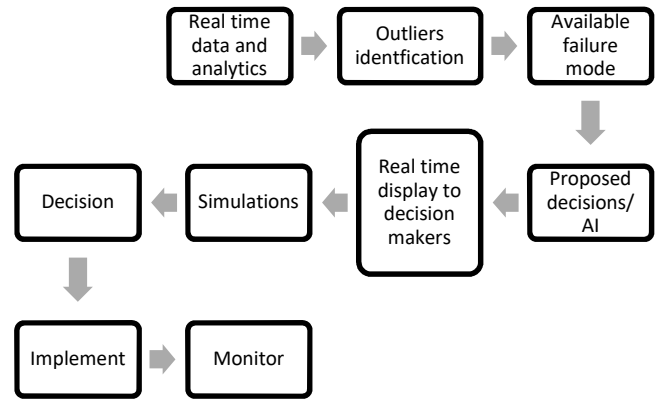 Real time
data and
analytics
Outliers
identfication
Available
failure
mode
Proposed
decisions/
AI
Real time
display to
decision
makers
Simulations
Decision
Implement
Monitor